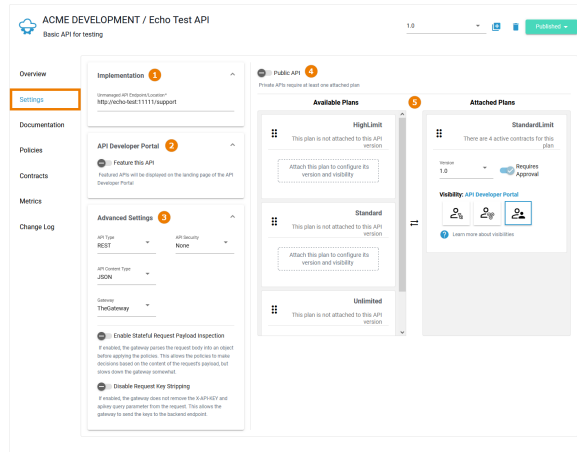 ACME DEVELOPMENT / Echo Test API
Basic API for testing
1.0
Published
Overview
Settings
Documentation
Policies
Contracts
Metrics
Change Log
Implementation 1
Unmanaged API Endpoint/Location*
http://echo-test:11111/support
API Developer Portal 2
Feature this API
Featured APIs will be displayed on the landing page of the API
Developer Portal
Advanced Settings 3
API Type
REST
API Security
None
API Content Type
JSON
Gateway
TheGateway
Enable Stateful Request Payload Inspection
If enabled, the gateway parses the request body into an object
before applying the policies. This allows the policies to make
decisions based on the content of the request's payload, but
slows down the gateway somewhat.
Disable Request Key Stripping
If enabled, the gateway does not remove the X-API-KEY and
apikey query parameter from the request. This allows the
gateway to send the keys to the backend endpoint.
Public API 4
Private APIs require at least one attached plan
Available Plans
5
Attached Plans
HighLimit
This plan is not attached to this API
version
Attach this plan to configure its
version and visibility
Standard
This plan is not attached to this API
version
Attach this plan to configure its
version and visibility
Unlimited
This plan is not attached to this API
version
StandardLimit
There are 4 active contracts for this
plan
Version
1.0
Requires
Approval
Visibility: API Developer Portal
? Learn more about visibilities